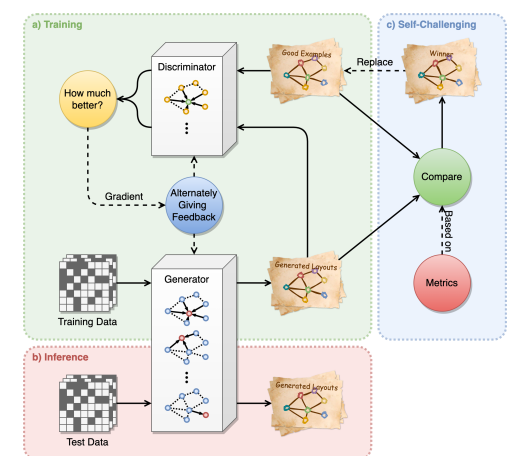 a) Training
c) Self-Challenging
Discriminator
Good Examples
Winner
Replace
How much
better?
Gradient
Alternately
Giving
Feedback
Compare
Based on
Metrics
Generator
Generated Layouts
Training Data
b) Inference
Generated Layouts
Test Data